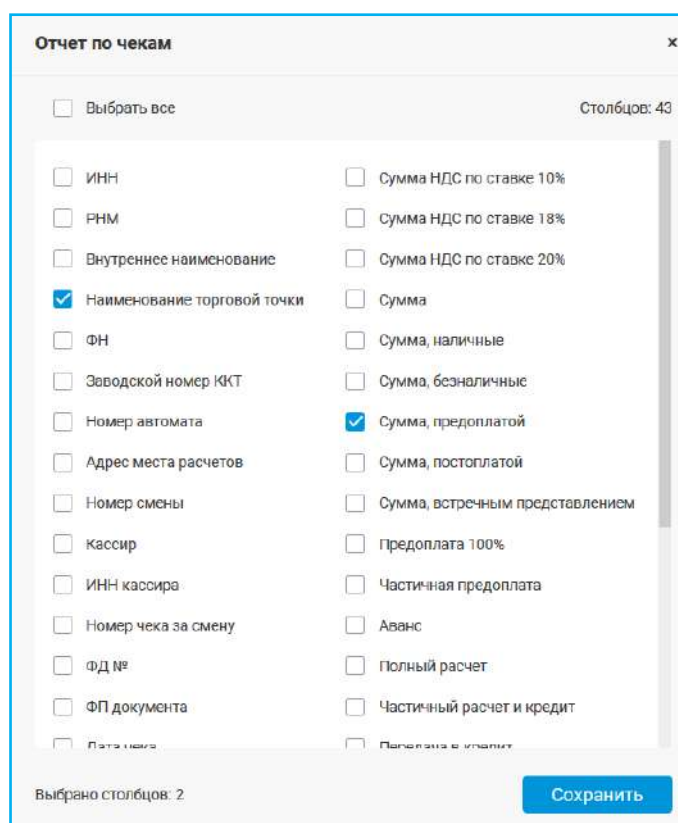 Отчет по чекам
x
Выбрать все
Столбцов: 43
ИНН
РНМ
Внутреннее наименование
Наименование торговой точки
ФН
Заводской номер ККТ
Номер автомата
Адрес места расчетов
Номер смены
Кассир
ИНН кассира
Номер чека за смену
ФД №
ФП документа
Дата чека
Сумма НДС по ставке 10%
Сумма НДС по ставке 18%
Сумма НДС по ставке 20%
Сумма
Сумма, наличные
Сумма, безналичные
Сумма, предоплатой
Сумма, постоплатой
Сумма, встречным представлением
Предоплата 100%
Частичная предоплата
Аванс
Полный расчет
Частичный расчет и кредит
Передача в кредит
Выбрано столбцов: 2
Сохранить